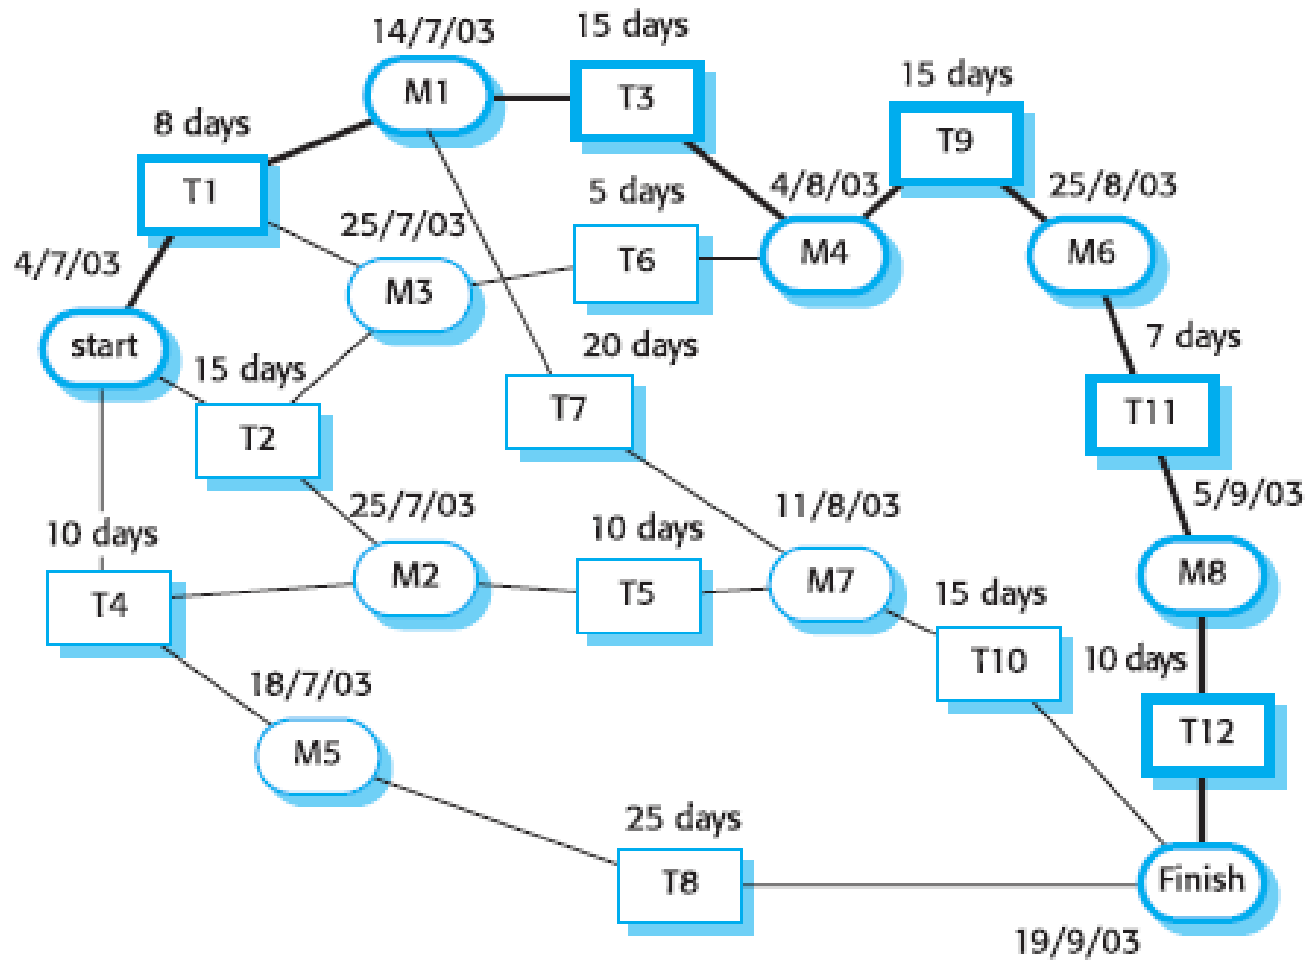 14/7/03
15 days
M1
T3
15 days
8 days
T9
T1
5 days
4/8/03
25/8/03
25/7/03
4/7/03
T6
M4
M6
M3
start
20 days
7 days
15 days
T7
T11
T2
25/7/03
11/8/03
5/9/03
10 days
10 days
M2
M7
M8
T4
T5
15 days
18/7/03
T10
10 days
M5
T12
25 days
T8
Finish
19/9/03